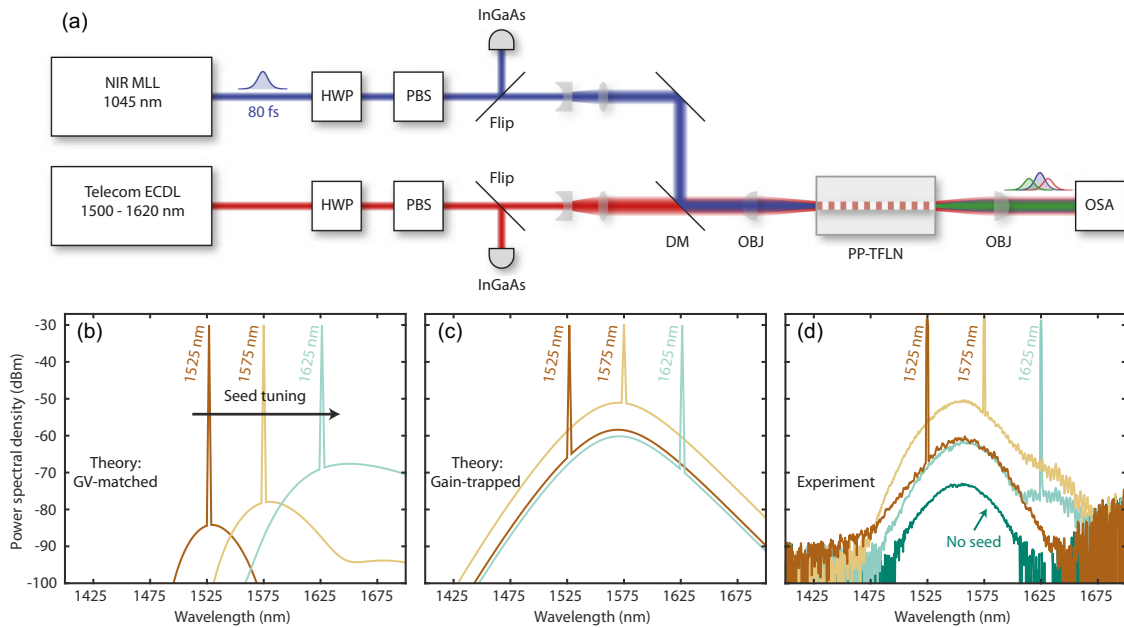 (a)
InGaAs
NIR MLL
1045 nm
80 fs
HWP
PBS
Flip
Telecom ECDL
1500 - 1620 nm
HWP
PBS
Flip
InGaAs
DM
OBJ
PP-TFLN
OBJ
OSA
(b)
Power spectral density (dBm)
-30
-40
-50
-60
-70
-80
-90
-100
1525 nm
1575 nm
1625 nm
Seed tuning
Theory:
GV-matched
1425
1475
1525
1575
1625
1675
Wavelength (nm)
(c)
1525 nm
1575 nm
1625 nm
Theory:
Gain-trapped
1425
1475
1525
1575
1625
1675
Wavelength (nm)
(d)
1525 nm
1575 nm
1625 nm
Experiment
No seed
1425
1475
1525
1575
1625
1675
Wavelength (nm)